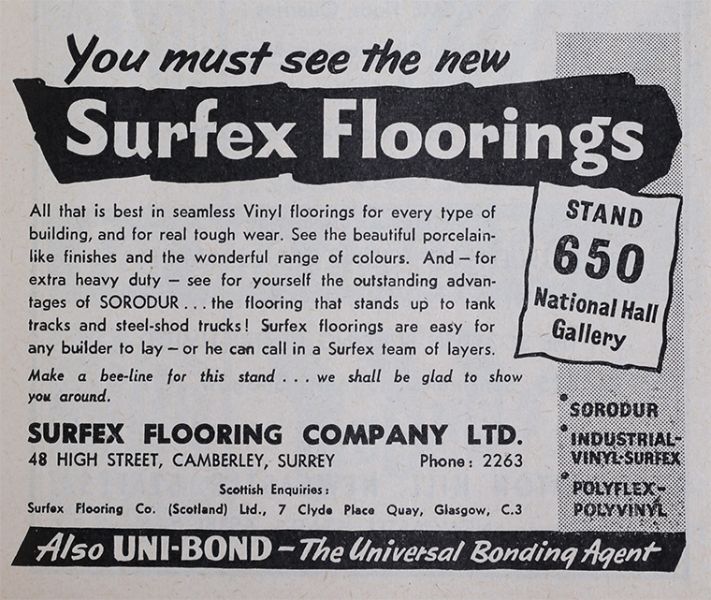 You must see the new
Surfex Floorings
All that is best in seamless Vinyl floorings for every type of
building, and for real tough wear. See the beautiful porcelain-
like finishes and the wonderful range of colours. And – for
extra heavy duty – see for yourself the outstanding advan-
tages of SORODUR . . . the flooring that stands up to tank
tracks and steel-shod trucks! Surfex floorings are easy for
any builder to lay – or he can call in a Surfex team of layers.
Make a bee-line for this stand . . . we shall be glad to show
you around.
STAND
650
National Hall
Gallery
SURFEX FLOORING COMPANY LTD.
48 HIGH STREET, CAMBERLEY, SURREY Phone: 2263
Scottish Enquiries:
Surfex Flooring Co. (Scotland) Ltd., 7 Clyde Place Quay, Glasgow, C.3
• SORODUR
• INDUSTRIAL-
VINYL-SURFEX
• POLYFLEX-
POLYVINYL
Also UNI-BOND – The Universal Bonding Agent